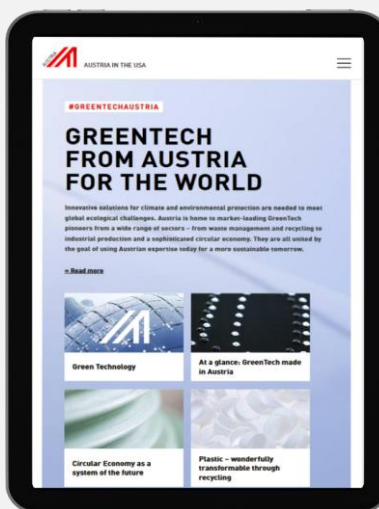 AUSTRIA
AUSTRIA IN THE USA
#GREENTECHAUSTRIA
GREENTECH
FROM AUSTRIA
FOR THE WORLD
Innovative solutions for climate and environmental protection are needed to meet
global ecological challenges. Austria is home to market-leading GreenTech
pioneers from a wide range of sectors – from waste management and recycling to
industrial production and a sophisticated circular economy. They are all united by
the goal of using Austrian expertise today for a more sustainable tomorrow.
» Read more
Green Technology
At a glance: GreenTech made
in Austria
Circular Economy as a
system of the future
Plastic – wonderfully
transformable through
recycling